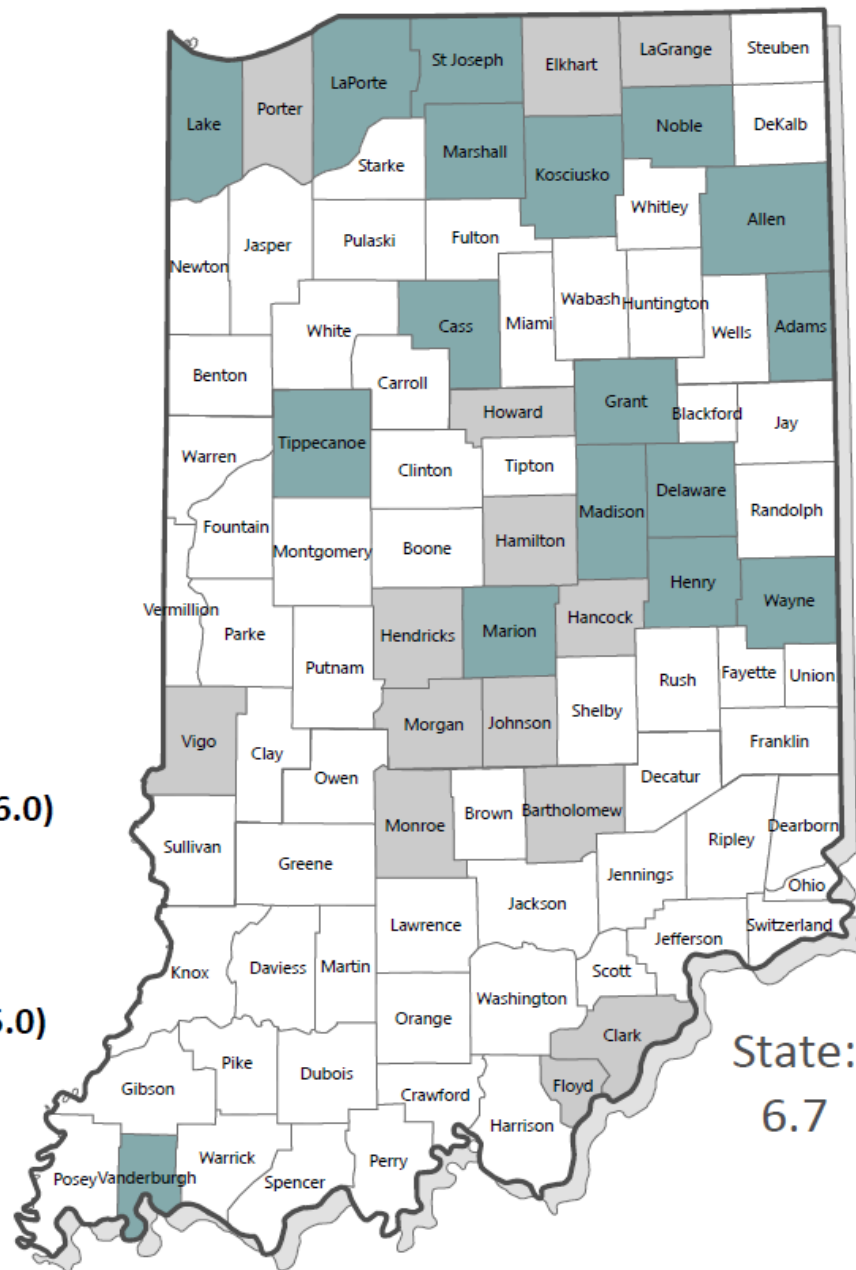 St Joseph
Elkhart
LaGrange
Steuben
LaPorte
Porter
Lake
Noble
DeKalb
Marshall
Starke
Kosciusko
Whitley
Allen
Newton
Jasper
Pulaski
Fulton
Wabash
Huntington
Miami
White
Cass
Wells
Adams
Benton
Carroll
Grant
Howard
Blackford
Jay
Tippecanoe
Warren
Clinton
Tipton
Delaware
Madison
Randolph
Fountain
Montgomery
Boone
Hamilton
Henry
Wayne
Vermillion
Parke
Hendricks
Marion
Hancock
Putnam
Rush
Fayette
Union
Shelby
Morgan
Johnson
Vigo
Clay
Owen
Franklin
Decatur
6.0)
Brown
Bartholomew
Monroe
Sullivan
Greene
Ripley
Dearborn
Jennings
Ohio
Jackson
Lawrence
Switzerland
Jefferson
Knox
Daviess
Martin
Scott
Washington
5.0)
Orange
Clark
State:
6.7
Pike
Dubois
Gibson
Crawford
Floyd
Harrison
Warrick
Perry
Posey
Vanderburgh
Spencer